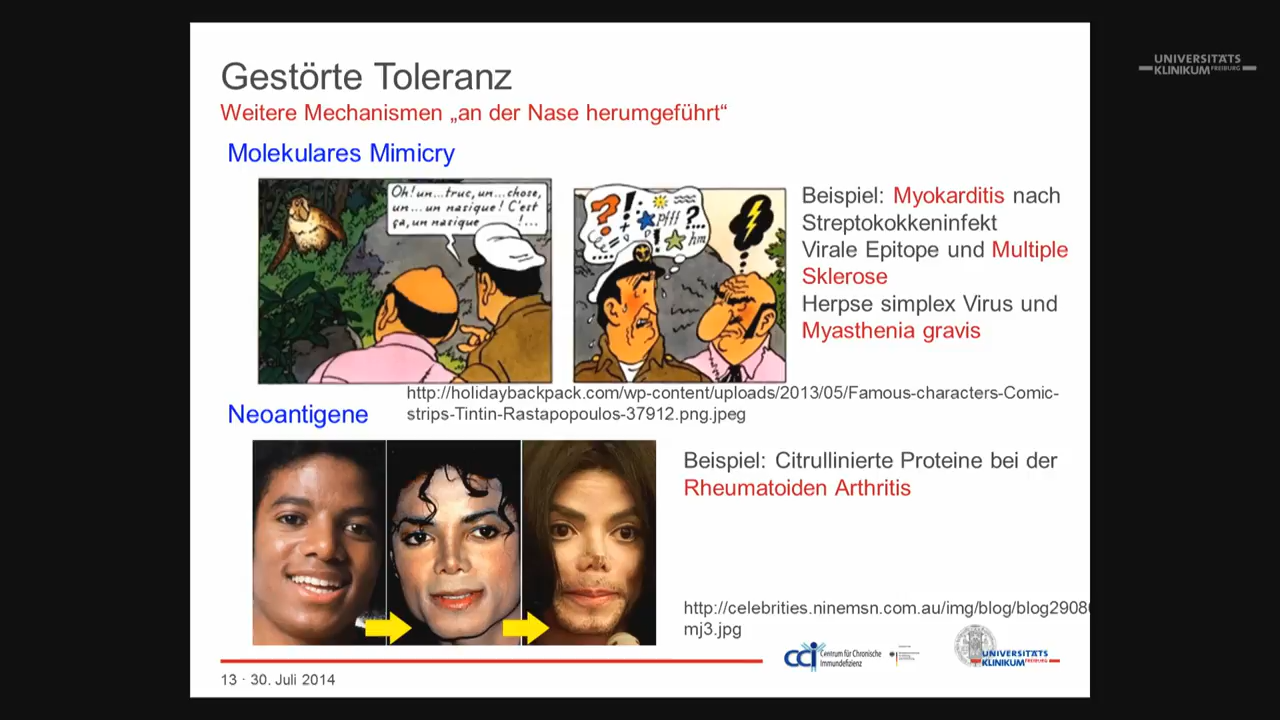 UNIVERSITÄTS
KLINIKUM FREIBURG
Gestörte Toleranz
Weitere Mechanismen „an der Nase herumgeführt“
Molekulares Mimicry
Oh! un...truc, un...chose,
un... un nasique! C'est
ça, un nasique !...
?! Pfff ?...
! hm
Beispiel: Myokarditis nach
Streptokokkeninfekt
Virale Epitope und Multiple
Sklerose
Herpse simplex Virus und
Myasthenia gravis
http://holidaybackpack.com/wp-content/uploads/2013/05/Famous-characters-Comic-
strips-Tintin-Rastapopoulos-37912.png.jpeg
Neoantigene
Beispiel: Citrullinierte Proteine bei der
Rheumatoiden Arthritis
http://celebrities.ninemsn.com.au/img/blog/blog2908
mj3.jpg
cci Centrum für Chronische
Immundefizienz
UNIVERSITÄTS
KLINIKUM FREIBURG
13 · 30. Juli 2014